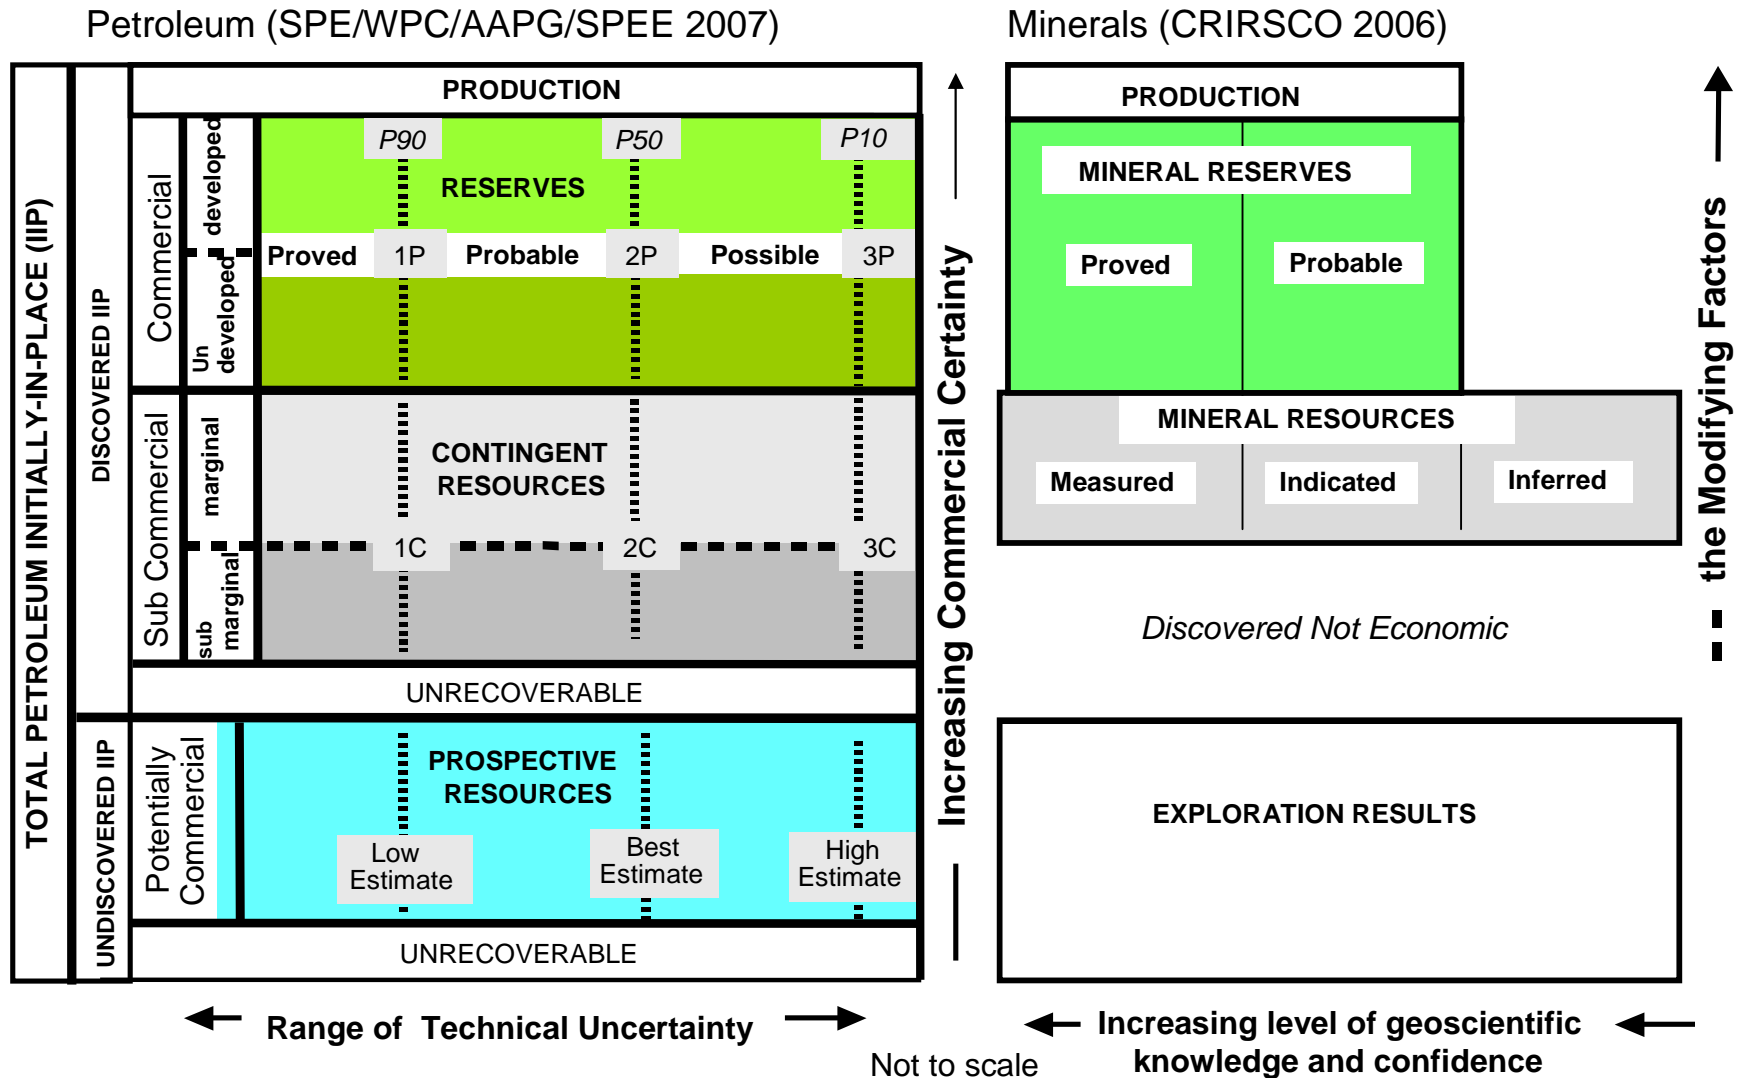 Petroleum (SPE/WPC/AAPG/SPEE 2007)
Minerals (CRIRSCO 2006)
TOTAL PETROLEUM INITIALLY-IN-PLACE (IIP)
DISCOVERED IIP
UNDISCOVERED IIP
PRODUCTION
Commercial
developed
Un
developed
P90
P50
P10
RESERVES
Proved
1P
Probable
2P
Possible
3P
Sub Commercial
marginal
sub
marginal
CONTINGENT
RESOURCES
1C
2C
3C
UNRECOVERABLE
Potentially
Commercial
PROSPECTIVE
RESOURCES
Low
Estimate
Best
Estimate
High
Estimate
UNRECOVERABLE
Range of Technical Uncertainty
Increasing Commercial Certainty
PRODUCTION
MINERAL RESERVES
Proved
Probable
MINERAL RESOURCES
Measured
Indicated
Inferred
Discovered Not Economic
EXPLORATION RESULTS
the Modifying Factors
Increasing level of geoscientific
knowledge and confidence
Not to scale